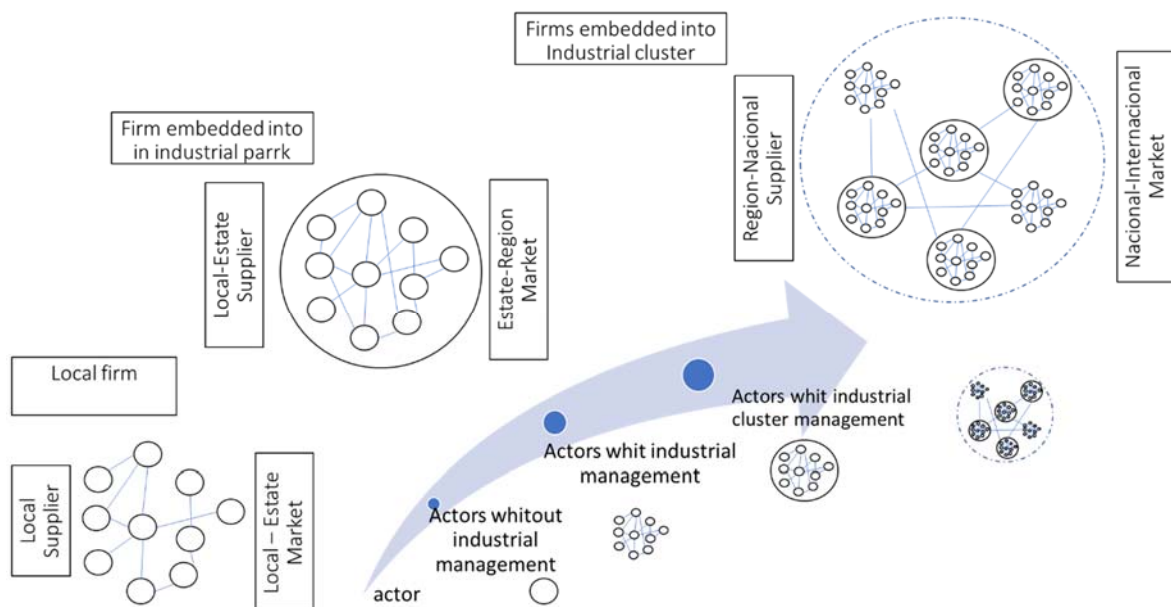 Firms embedded into
Industrial cluster
Region-Nacional
Supplier
Nacional-Internacional
Market
Firm embedded into
in industrial parrk
Local-Estate
Supplier
Estate-Region
Market
Local firm
Local
Supplier
Local – Estate
Market
Actors whit industrial
cluster management
Actors whit industrial
management
Actors whitout
industrial
management
actor